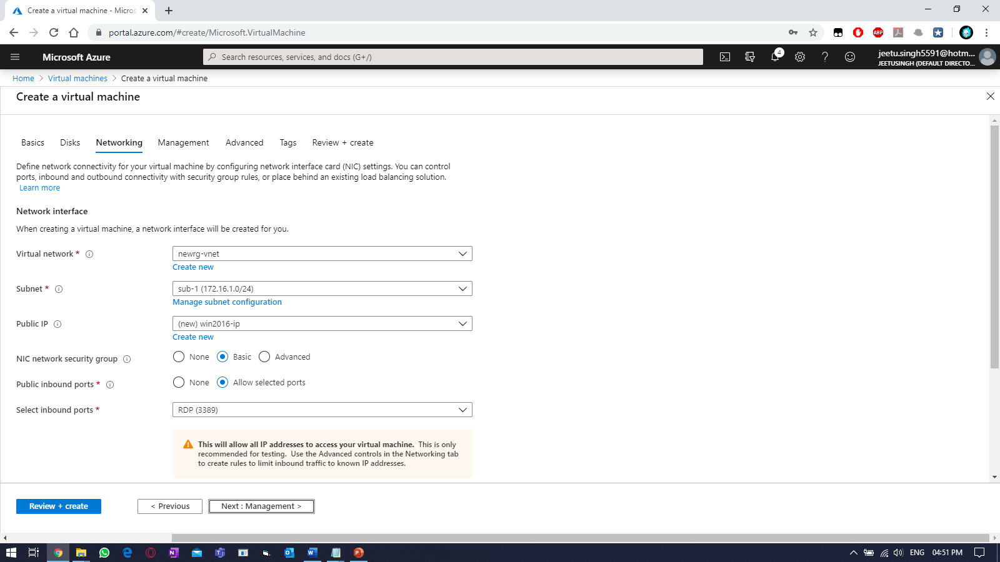 Create a virtual machine - Micros
portal.azure.com/#create/Microsoft.VirtualMachine
ABP
Microsoft Azure
Search resources, services, and docs (G+/)
4
jeetu.singh5591@hotm...
JEETUSINGH (DEFAULT DIRECTO...
Home > Virtual machines > Create a virtual machine
Create a virtual machine
Basics Disks Networking Management Advanced Tags Review + create
Define network connectivity for your virtual machine by configuring network interface card (NIC) settings. You can control
ports, inbound and outbound connectivity with security group rules, or place behind an existing load balancing solution.
Learn more
Network interface
When creating a virtual machine, a network interface will be created for you.
Virtual network *
newrg-vnet
Create new
Subnet *
sub-1 (172.16.1.0/24)
Manage subnet configuration
Public IP
(new) win2016-ip
Create new
NIC network security group
None Basic Advanced
Public inbound ports *
None Allow selected ports
Select inbound ports *
RDP (3389)
This will allow all IP addresses to access your virtual machine. This is only
recommended for testing. Use the Advanced controls in the Networking tab
to create rules to limit inbound traffic to known IP addresses.
Review + create
< Previous
Next : Management >
ENG 04:51 PM